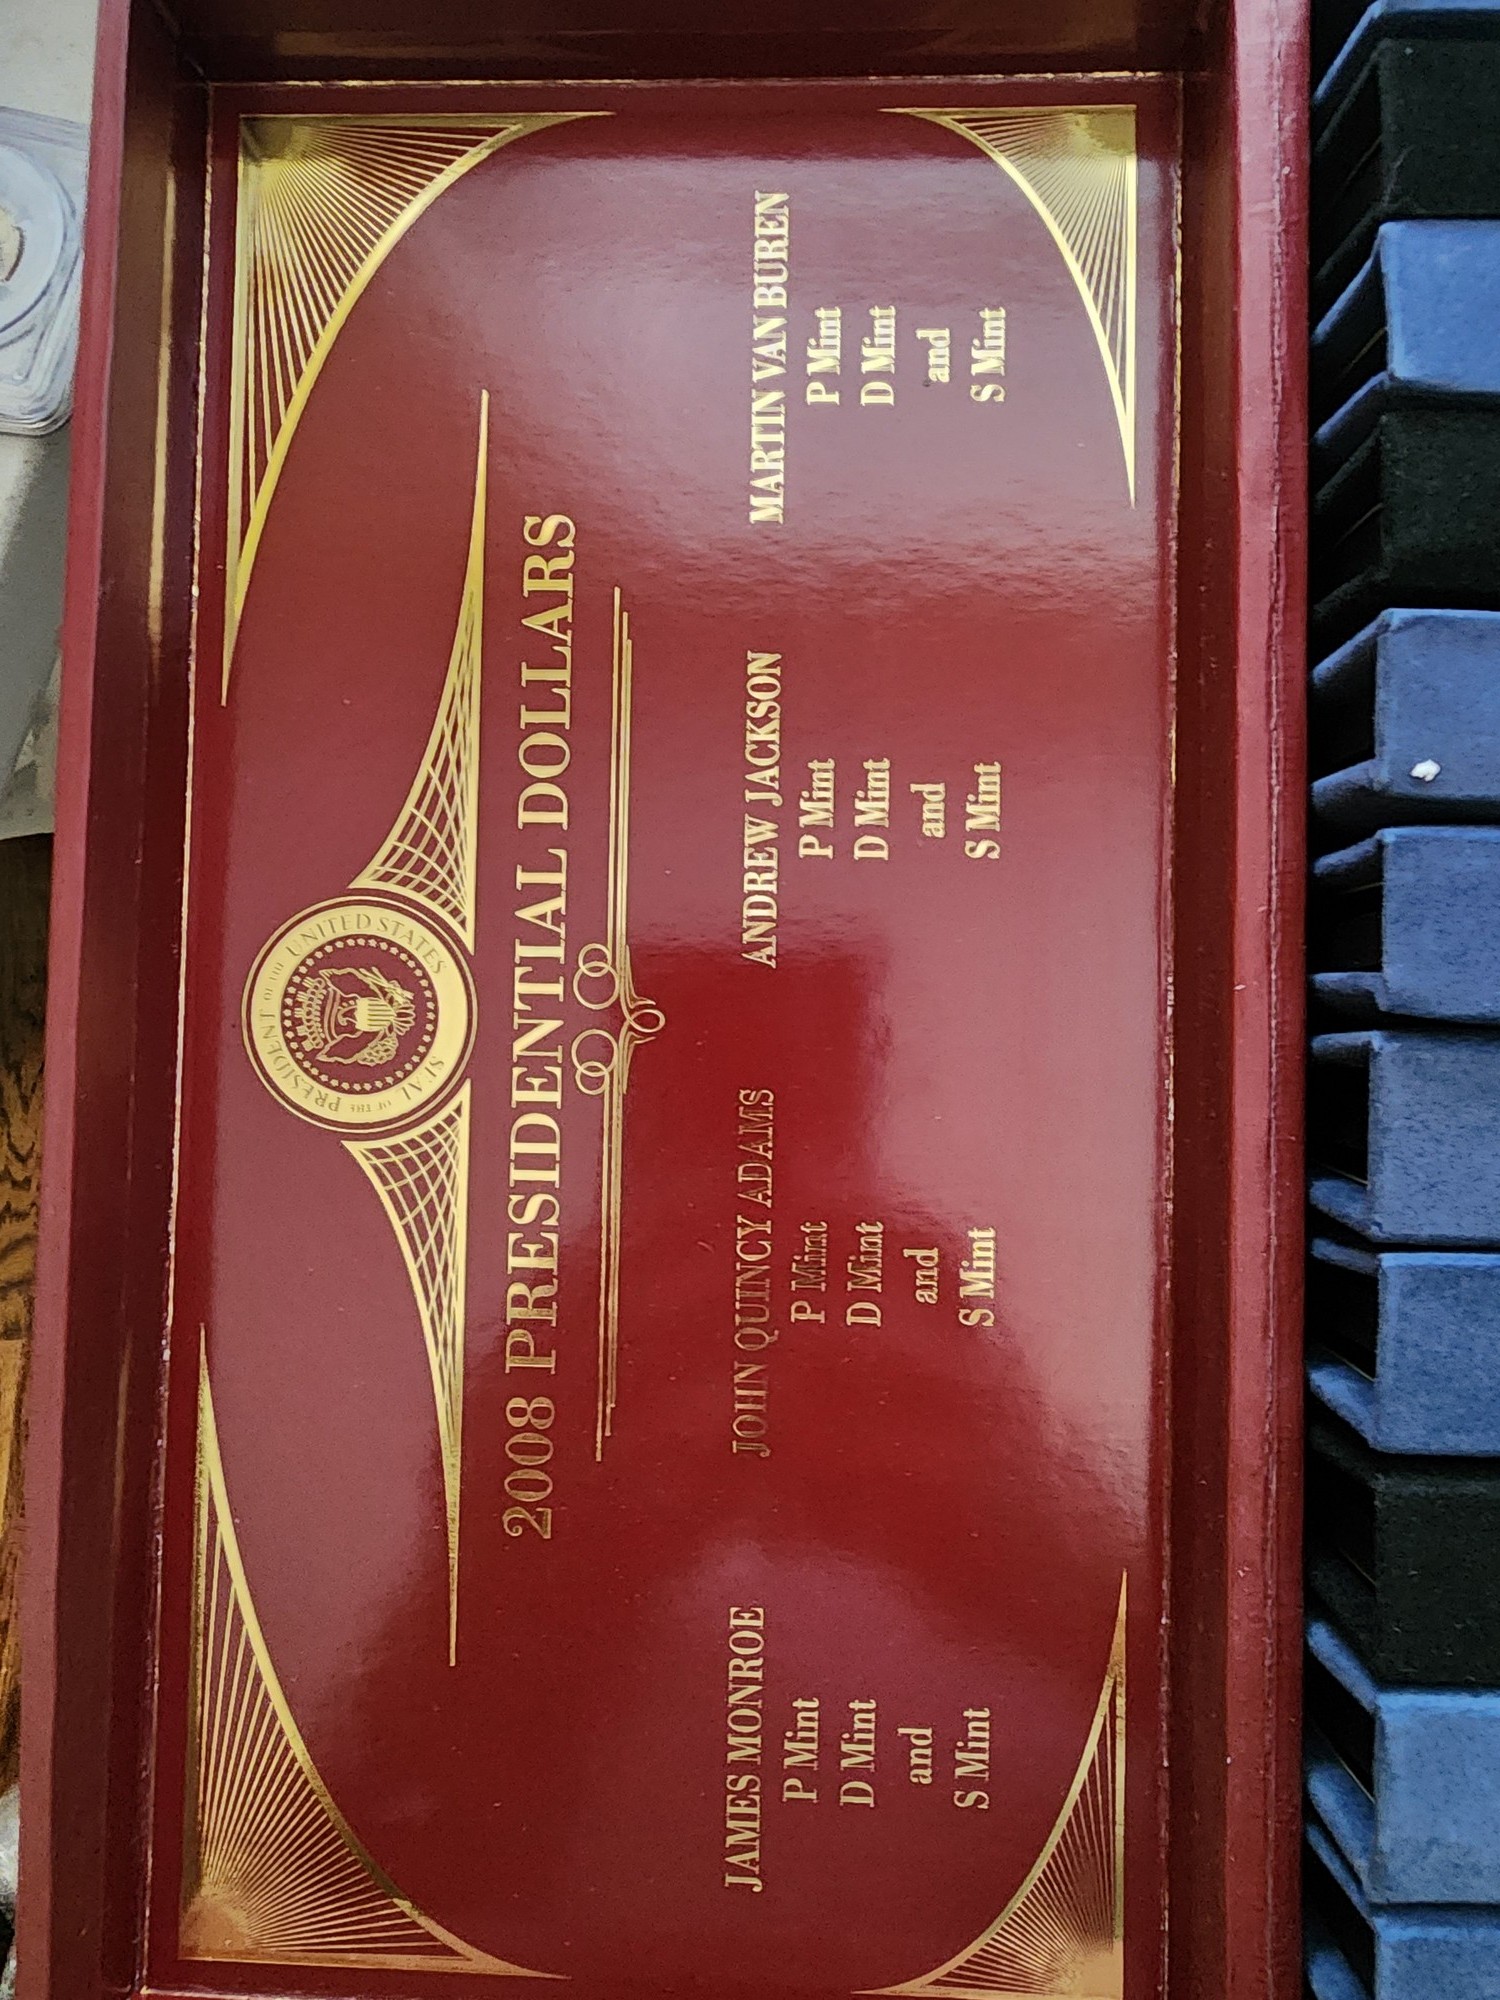 SEAL OF THE PRESIDENT OF THE UNITED STATES
2008 PRESIDENTIAL DOLLARS
JAMES MONROE
P Mint
D Mint
and
S Mint
JOHN QUINCY ADAMS
P Mint
D Mint
and
S Mint
ANDREW JACKSON
P Mint
D Mint
and
S Mint
MARTIN VAN BUREN
P Mint
D Mint
and
S Mint